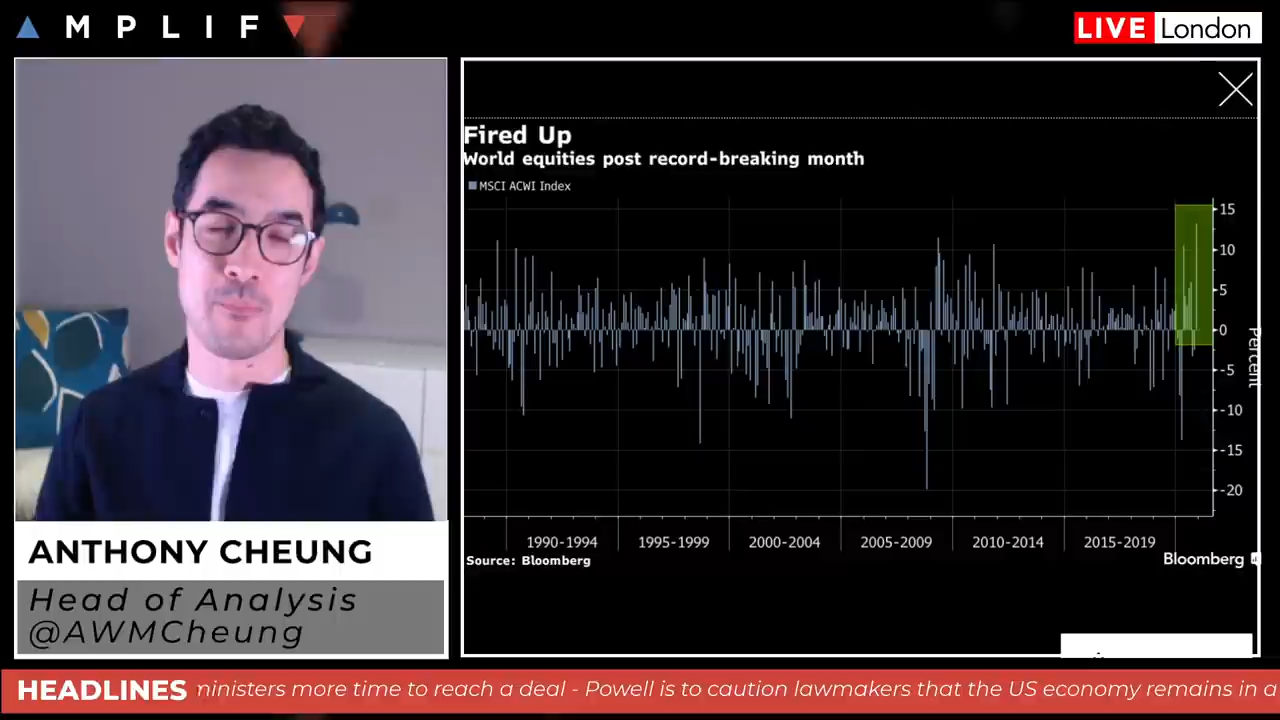 MPLIF
LIVE London
Fired Up
World equities post record-breaking month
MSCI ACWI Index
15
10
5
0
-5
-10
-15
-20
Percent
1990-1994 1995-1999 2000-2004 2005-2009 2010-2014 2015-2019
Source: Bloomberg
Bloomberg
ANTHONY CHEUNG
Head of Analysis
@AWMCheung
HEADLINES ministers more time to reach a deal - Powell is to caution lawmakers that the US economy remains in a